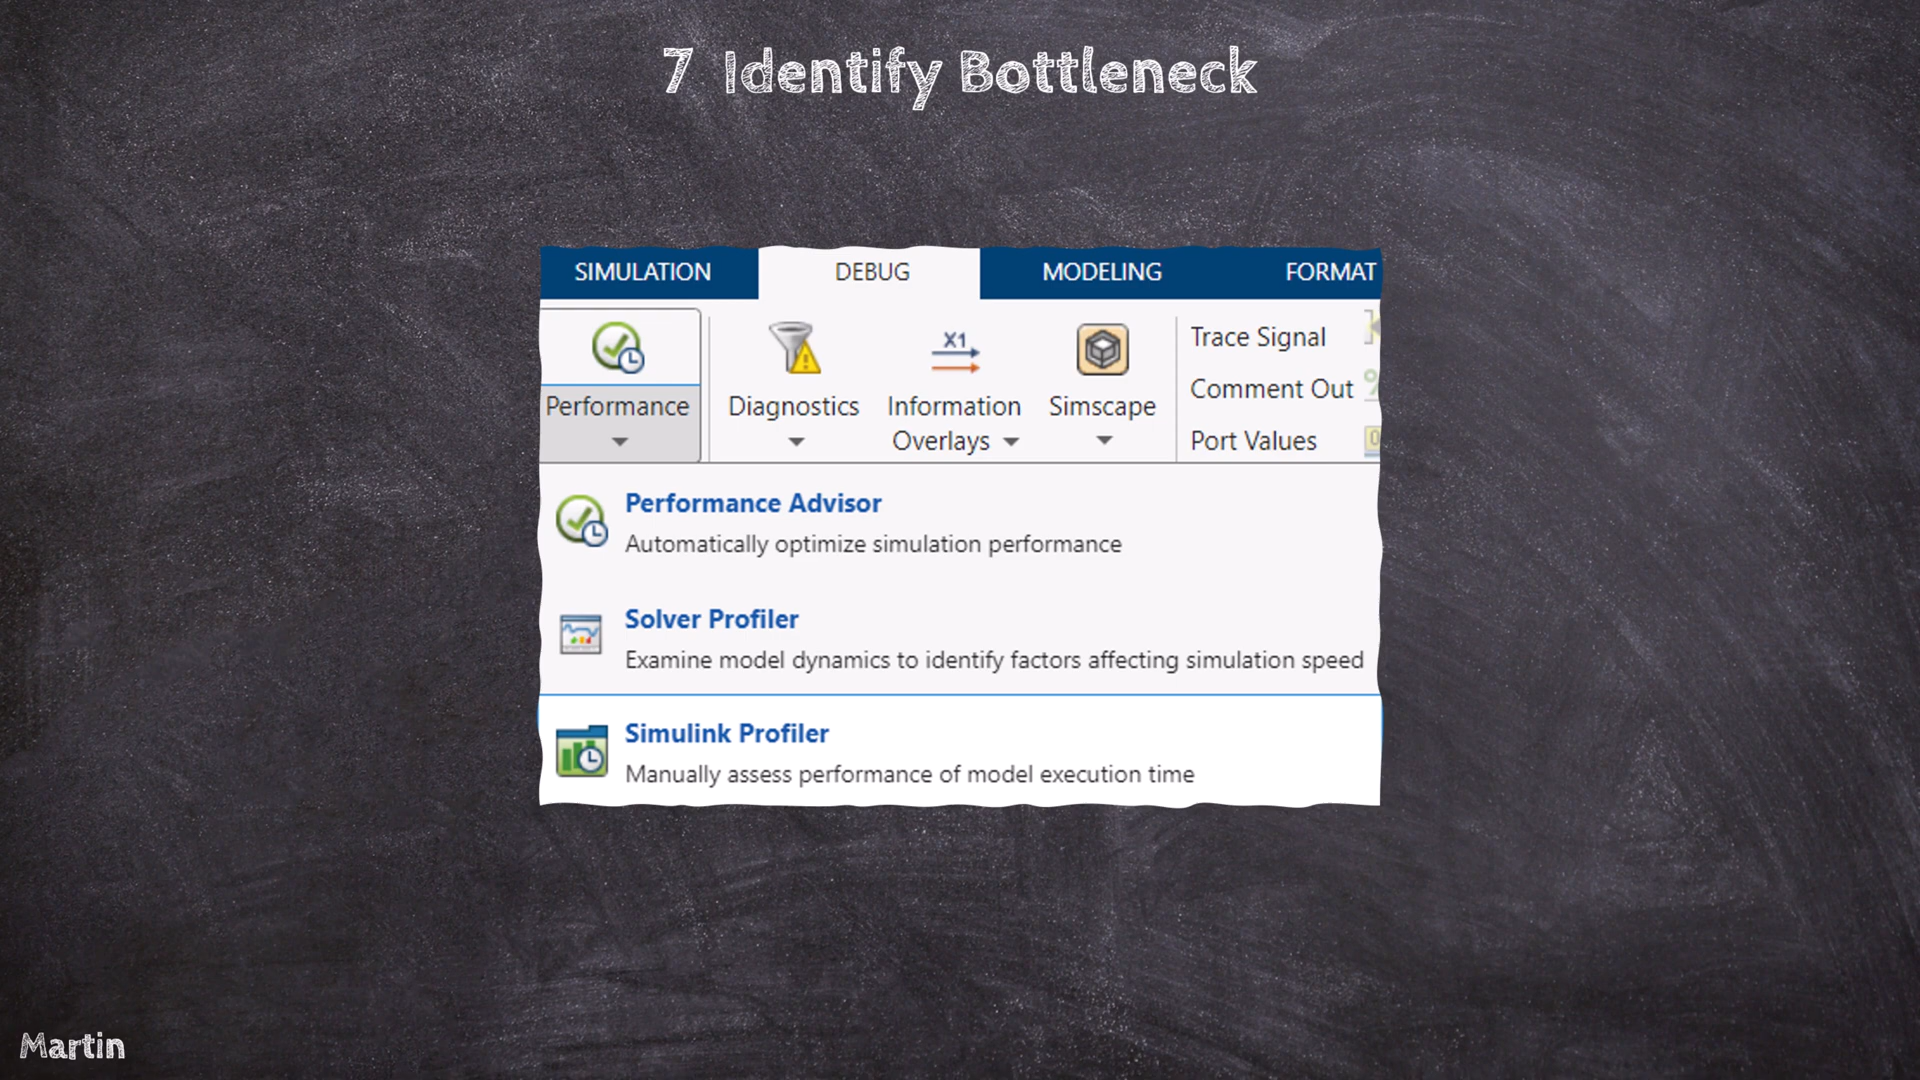 7 Identify Bottleneck
SIMULATION DEBUG MODELING FORMAT
X1
Performance Diagnostics Information Overlays Simscape
Trace Signal
Comment Out
Port Values
Performance Advisor
Automatically optimize simulation performance
Solver Profiler
Examine model dynamics to identify factors affecting simulation speed
Simulink Profiler
Manually assess performance of model execution time
Martin